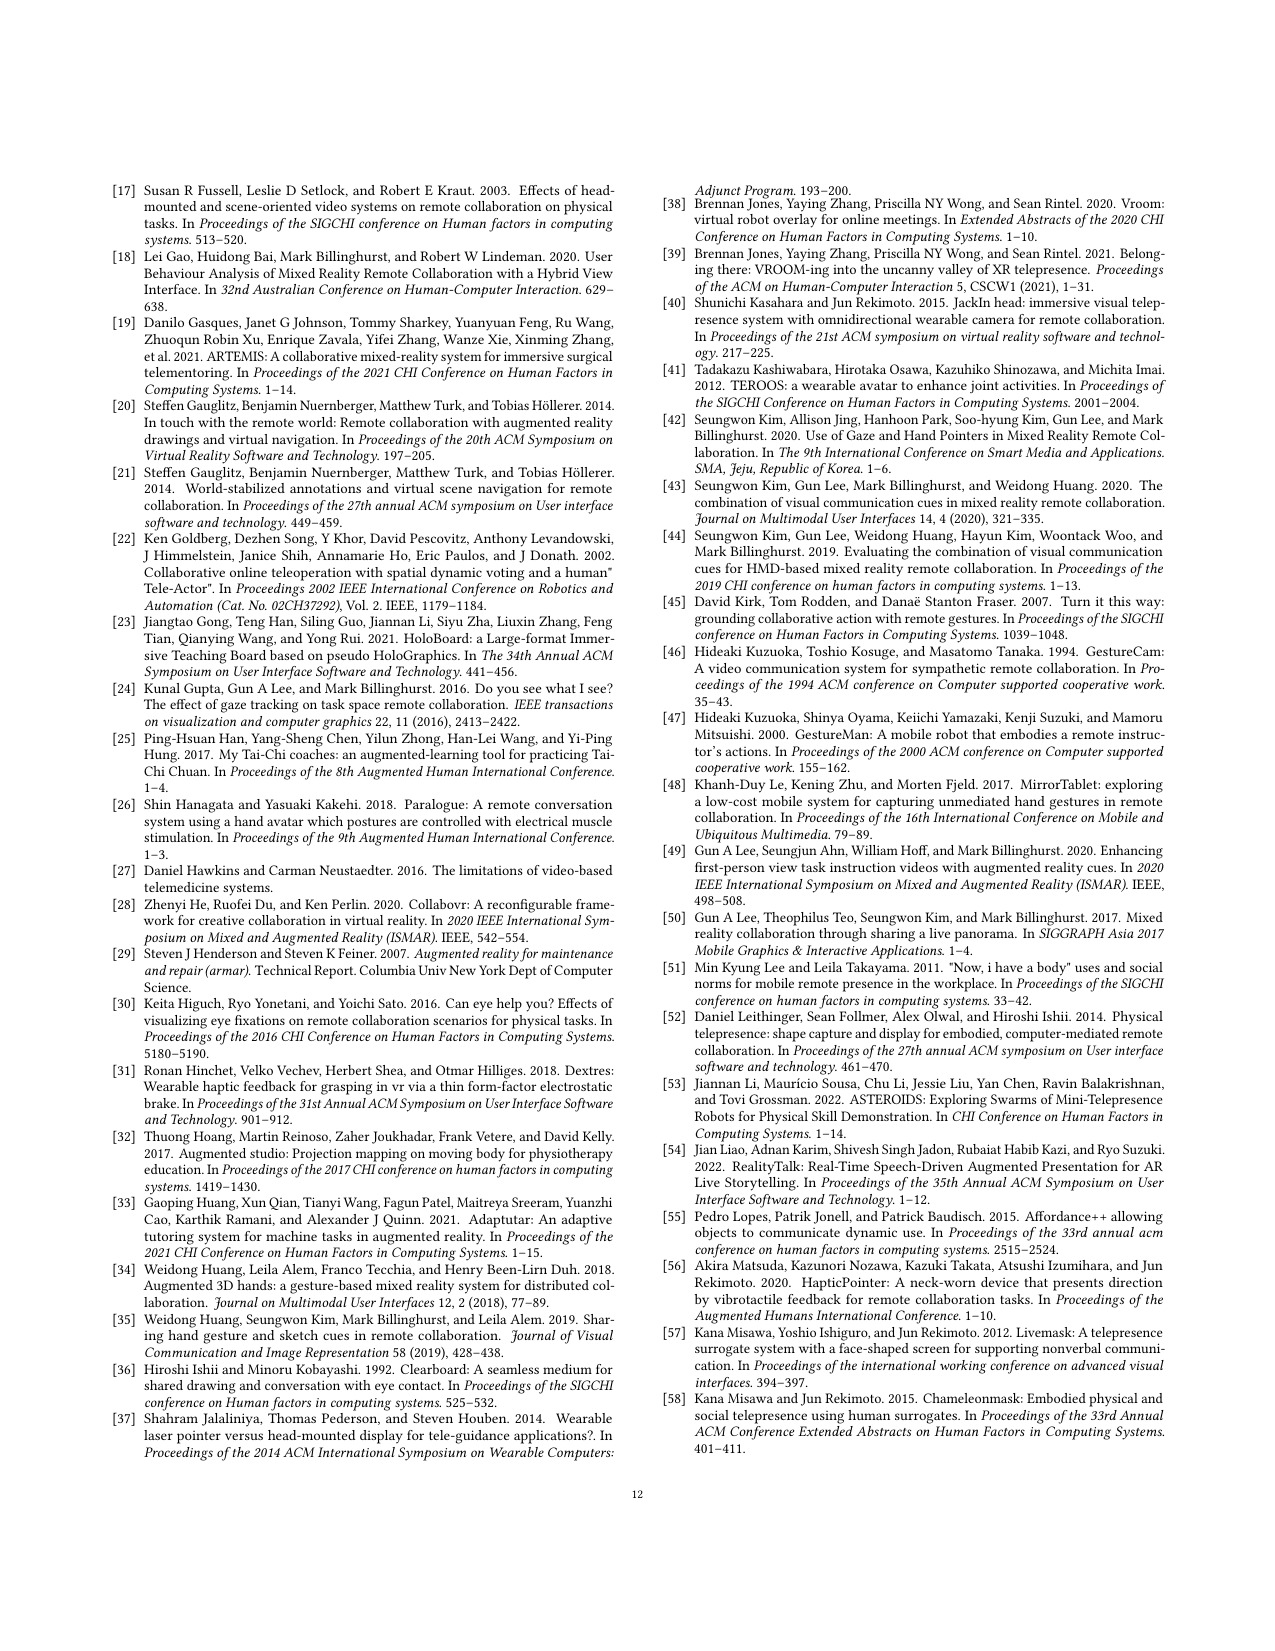 [17] Susan R Fussell, Leslie D Setlock, and Robert E Kraut. 2003. Effects of head-
mounted and scene-oriented video systems on remote collaboration on physical
tasks. In Proceedings of the SIGCHI conference on Human factors in computing
systems. 513–520.
[18] Lei Gao, Huidong Bai, Mark Billinghurst, and Robert W Lindeman. 2020. User
Behaviour Analysis of Mixed Reality Remote Collaboration with a Hybrid View
Interface. In 32nd Australian Conference on Human-Computer Interaction. 629–
638.
[19] Danilo Gasques, Janet G Johnson, Tommy Sharkey, Yuanyuan Feng, Ru Wang,
Zhuoqun Robin Xu, Enrique Zavala, Yifei Zhang, Wanze Xie, Xinming Zhang,
et al. 2021. ARTEMIS: A collaborative mixed-reality system for immersive surgical
telementoring. In Proceedings of the 2021 CHI Conference on Human Factors in
Computing Systems. 1–14.
[20] Steffen Gauglitz, Benjamin Nuernberger, Matthew Turk, and Tobias Höllerer. 2014.
In touch with the remote world: Remote collaboration with augmented reality
drawings and virtual navigation. In Proceedings of the 20th ACM Symposium on
Virtual Reality Software and Technology. 197–205.
[21] Steffen Gauglitz, Benjamin Nuernberger, Matthew Turk, and Tobias Höllerer.
2014. World-stabilized annotations and virtual scene navigation for remote
collaboration. In Proceedings of the 27th annual ACM symposium on User interface
software and technology. 449–459.
[22] Ken Goldberg, Dezhen Song, Y Khor, David Pescovitz, Anthony Levandowski,
J Himmelstein, Janice Shih, Annamarie Ho, Eric Paulos, and J Donath. 2002.
Collaborative online teleoperation with spatial dynamic voting and a human"
Tele-Actor". In Proceedings 2002 IEEE International Conference on Robotics and
Automation (Cat. No. 02CH37292), Vol. 2. IEEE, 1179–1184.
[23] Jiangtao Gong, Teng Han, Siling Guo, Jiannan Li, Siyu Zha, Liuxin Zhang, Feng
Tian, Qianying Wang, and Yong Rui. 2021. HoloBoard: a Large-format Immer-
sive Teaching Board based on pseudo HoloGraphics. In The 34th Annual ACM
Symposium on User Interface Software and Technology. 441–456.
[24] Kunal Gupta, Gun A Lee, and Mark Billinghurst. 2016. Do you see what I see?
The effect of gaze tracking on task space remote collaboration. IEEE transactions
on visualization and computer graphics 22, 11 (2016), 2413–2422.
[25] Ping-Hsuan Han, Yang-Sheng Chen, Yilun Zhong, Han-Lei Wang, and Yi-Ping
Hung. 2017. My Tai-Chi coaches: an augmented-learning tool for practicing Tai-
Chi Chuan. In Proceedings of the 8th Augmented Human International Conference.
1–4.
[26] Shin Hanagata and Yasuaki Kakehi. 2018. Paralogue: A remote conversation
system using a hand avatar which postures are controlled with electrical muscle
stimulation. In Proceedings of the 9th Augmented Human International Conference.
1–3.
[27] Daniel Hawkins and Carman Neustaedter. 2016. The limitations of video-based
telemedicine systems.
[28] Zhenyi He, Ruofei Du, and Ken Perlin. 2020. Collabovr: A reconfigurable frame-
work for creative collaboration in virtual reality. In 2020 IEEE International Sym-
posium on Mixed and Augmented Reality (ISMAR). IEEE, 542–554.
[29] Steven J Henderson and Steven K Feiner. 2007. Augmented reality for maintenance
and repair (armar). Technical Report. Columbia Univ New York Dept of Computer
Science.
[30] Keita Higuch, Ryo Yonetani, and Yoichi Sato. 2016. Can eye help you? Effects of
visualizing eye fixations on remote collaboration scenarios for physical tasks. In
Proceedings of the 2016 CHI Conference on Human Factors in Computing Systems.
5180–5190.
[31] Ronan Hinchet, Velko Vechev, Herbert Shea, and Otmar Hilliges. 2018. Dextres:
Wearable haptic feedback for grasping in vr via a thin form-factor electrostatic
brake. In Proceedings of the 31st Annual ACM Symposium on User Interface Software
and Technology. 901–912.
[32] Thuong Hoang, Martin Reinoso, Zaher Joukhadar, Frank Vetere, and David Kelly.
2017. Augmented studio: Projection mapping on moving body for physiotherapy
education. In Proceedings of the 2017 CHI conference on human factors in computing
systems. 1419–1430.
[33] Gaoping Huang, Xun Qian, Tianyi Wang, Fagun Patel, Maitreya Sreeram, Yuanzhi
Cao, Karthik Ramani, and Alexander J Quinn. 2021. Adaptutar: An adaptive
tutoring system for machine tasks in augmented reality. In Proceedings of the
2021 CHI Conference on Human Factors in Computing Systems. 1–15.
[34] Weidong Huang, Leila Alem, Franco Tecchia, and Henry Been-Lirn Duh. 2018.
Augmented 3D hands: a gesture-based mixed reality system for distributed col-
laboration. Journal on Multimodal User Interfaces 12, 2 (2018), 77–89.
[35] Weidong Huang, Seungwon Kim, Mark Billinghurst, and Leila Alem. 2019. Shar-
ing hand gesture and sketch cues in remote collaboration. Journal of Visual
Communication and Image Representation 58 (2019), 428–438.
[36] Hiroshi Ishii and Minoru Kobayashi. 1992. Clearboard: A seamless medium for
shared drawing and conversation with eye contact. In Proceedings of the SIGCHI
conference on Human factors in computing systems. 525–532.
[37] Shahram Jalaliniya, Thomas Pederson, and Steven Houben. 2014. Wearable
laser pointer versus head-mounted display for tele-guidance applications?. In
Proceedings of the 2014 ACM International Symposium on Wearable Computers:
Adjunct Program. 193–200.
[38] Brennan Jones, Yaying Zhang, Priscilla NY Wong, and Sean Rintel. 2020. Vroom:
virtual robot overlay for online meetings. In Extended Abstracts of the 2020 CHI
Conference on Human Factors in Computing Systems. 1–10.
[39] Brennan Jones, Yaying Zhang, Priscilla NY Wong, and Sean Rintel. 2021. Belong-
ing there: VROOM-ing into the uncanny valley of XR telepresence. Proceedings
of the ACM on Human-Computer Interaction 5, CSCW1 (2021), 1–31.
[40] Shunichi Kasahara and Jun Rekimoto. 2015. JackIn head: immersive visual telep-
resence system with omnidirectional wearable camera for remote collaboration.
In Proceedings of the 21st ACM symposium on virtual reality software and technol-
ogy. 217–225.
[41] Tadakazu Kashiwabara, Hirotaka Osawa, Kazuhiko Shinozawa, and Michita Imai.
2012. TEROOS: a wearable avatar to enhance joint activities. In Proceedings of
the SIGCHI Conference on Human Factors in Computing Systems. 2001–2004.
[42] Seungwon Kim, Allison Jing, Hanhoon Park, Soo-hyung Kim, Gun Lee, and Mark
Billinghurst. 2020. Use of Gaze and Hand Pointers in Mixed Reality Remote Col-
laboration. In The 9th International Conference on Smart Media and Applications.
SMA, Jeju, Republic of Korea. 1–6.
[43] Seungwon Kim, Gun Lee, Mark Billinghurst, and Weidong Huang. 2020. The
combination of visual communication cues in mixed reality remote collaboration.
Journal on Multimodal User Interfaces 14, 4 (2020), 321–335.
[44] Seungwon Kim, Gun Lee, Weidong Huang, Hayun Kim, Woontack Woo, and
Mark Billinghurst. 2019. Evaluating the combination of visual communication
cues for HMD-based mixed reality remote collaboration. In Proceedings of the
2019 CHI conference on human factors in computing systems. 1–13.
[45] David Kirk, Tom Rodden, and Danaë Stanton Fraser. 2007. Turn it this way:
grounding collaborative action with remote gestures. In Proceedings of the SIGCHI
conference on Human Factors in Computing Systems. 1039–1048.
[46] Hideaki Kuzuoka, Toshio Kosuge, and Masatomo Tanaka. 1994. GestureCam:
A video communication system for sympathetic remote collaboration. In Pro-
ceedings of the 1994 ACM conference on Computer supported cooperative work.
35–43.
[47] Hideaki Kuzuoka, Shinya Oyama, Keiichi Yamazaki, Kenji Suzuki, and Mamoru
Mitsuishi. 2000. GestureMan: A mobile robot that embodies a remote instruc-
tor's actions. In Proceedings of the 2000 ACM conference on Computer supported
cooperative work. 155–162.
[48] Khanh-Duy Le, Kening Zhu, and Morten Fjeld. 2017. MirrorTablet: exploring
a low-cost mobile system for capturing unmediated hand gestures in remote
collaboration. In Proceedings of the 16th International Conference on Mobile and
Ubiquitous Multimedia. 79–89.
[49] Gun A Lee, Seungjun Ahn, William Hoff, and Mark Billinghurst. 2020. Enhancing
first-person view task instruction videos with augmented reality cues. In 2020
IEEE International Symposium on Mixed and Augmented Reality (ISMAR). IEEE,
498–508.
[50] Gun A Lee, Theophilus Teo, Seungwon Kim, and Mark Billinghurst. 2017. Mixed
reality collaboration through sharing a live panorama. In SIGGRAPH Asia 2017
Mobile Graphics & Interactive Applications. 1–4.
[51] Min Kyung Lee and Leila Takayama. 2011. "Now, i have a body" uses and social
norms for mobile remote presence in the workplace. In Proceedings of the SIGCHI
conference on human factors in computing systems. 33–42.
[52] Daniel Leithinger, Sean Follmer, Alex Olwal, and Hiroshi Ishii. 2014. Physical
telepresence: shape capture and display for embodied, computer-mediated remote
collaboration. In Proceedings of the 27th annual ACM symposium on User interface
software and technology. 461–470.
[53] Jiannan Li, Maurício Sousa, Chu Li, Jessie Liu, Yan Chen, Ravin Balakrishnan,
and Tovi Grossman. 2022. ASTEROIDS: Exploring Swarms of Mini-Telepresence
Robots for Physical Skill Demonstration. In CHI Conference on Human Factors in
Computing Systems. 1–14.
[54] Jian Liao, Adnan Karim, Shivesh Singh Jadon, Rubaiat Habib Kazi, and Ryo Suzuki.
2022. RealityTalk: Real-Time Speech-Driven Augmented Presentation for AR
Live Storytelling. In Proceedings of the 35th Annual ACM Symposium on User
Interface Software and Technology. 1–12.
[55] Pedro Lopes, Patrik Jonell, and Patrick Baudisch. 2015. Affordance++ allowing
objects to communicate dynamic use. In Proceedings of the 33rd annual acm
conference on human factors in computing systems. 2515–2524.
[56] Akira Matsuda, Kazunori Nozawa, Kazuki Takata, Atsushi Izumihara, and Jun
Rekimoto. 2020. HapticPointer: A neck-worn device that presents direction
by vibrotactile feedback for remote collaboration tasks. In Proceedings of the
Augmented Humans International Conference. 1–10.
[57] Kana Misawa, Yoshio Ishiguro, and Jun Rekimoto. 2012. Livemask: A telepresence
surrogate system with a face-shaped screen for supporting nonverbal communi-
cation. In Proceedings of the international working conference on advanced visual
interfaces. 394–397.
[58] Kana Misawa and Jun Rekimoto. 2015. Chameleonmask: Embodied physical and
social telepresence using human surrogates. In Proceedings of the 33rd Annual
ACM Conference Extended Abstracts on Human Factors in Computing Systems.
401–411.
12